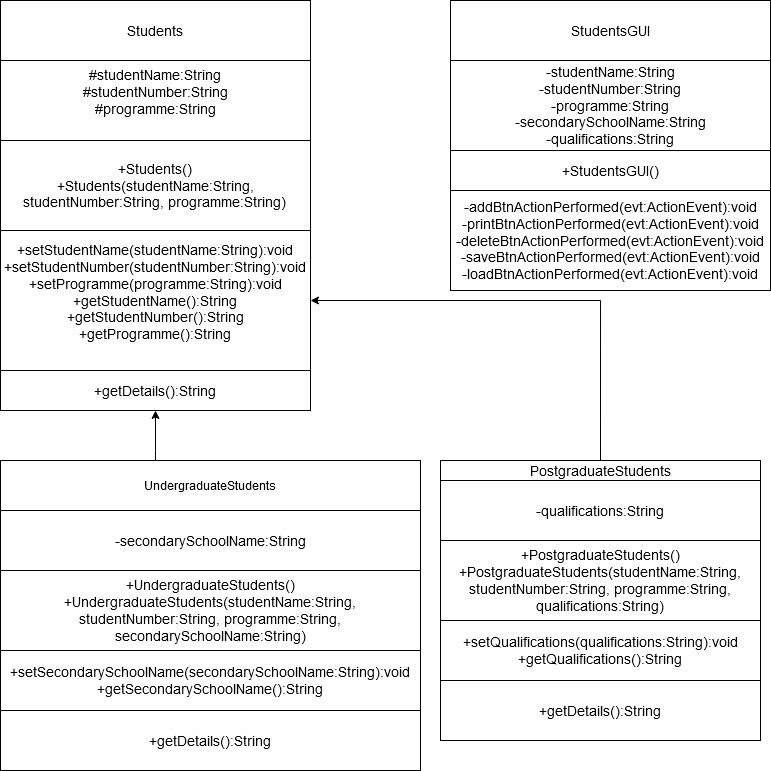 Students
#studentName:String
#studentNumber:String
#programme:String
+Students()
+Students(studentName:String,
studentNumber:String, programme:String)
+setStudentName(studentName:String):void
+setStudentNumber(studentNumber:String):void
+setProgramme(programme:String):void
+getStudentName():String
+getStudentNumber():String
+getProgramme():String
+getDetails():String
StudentsGUI
-studentName:String
-studentNumber:String
-programme:String
-secondarySchoolName:String
-qualifications:String
+StudentsGUI()
-addBtnActionPerformed(evt:ActionEvent):void
-printBtnActionPerformed(evt:ActionEvent):void
-deleteBtnActionPerformed(evt:ActionEvent):void
-saveBtnActionPerformed(evt:ActionEvent):void
-loadBtnActionPerformed(evt:ActionEvent):void
UndergraduateStudents
-secondarySchoolName:String
+UndergraduateStudents()
+UndergraduateStudents(studentName:String,
studentNumber:String, programme:String,
secondarySchoolName:String)
+setSecondarySchoolName(secondarySchoolName:String):void
+getSecondarySchoolName():String
+getDetails():String
PostgraduateStudents
-qualifications:String
+PostgraduateStudents()
+PostgraduateStudents(studentName:String,
studentNumber:String, programme:String,
qualifications:String)
+setQualifications(qualifications:String):void
+getQualifications():String
+getDetails():String